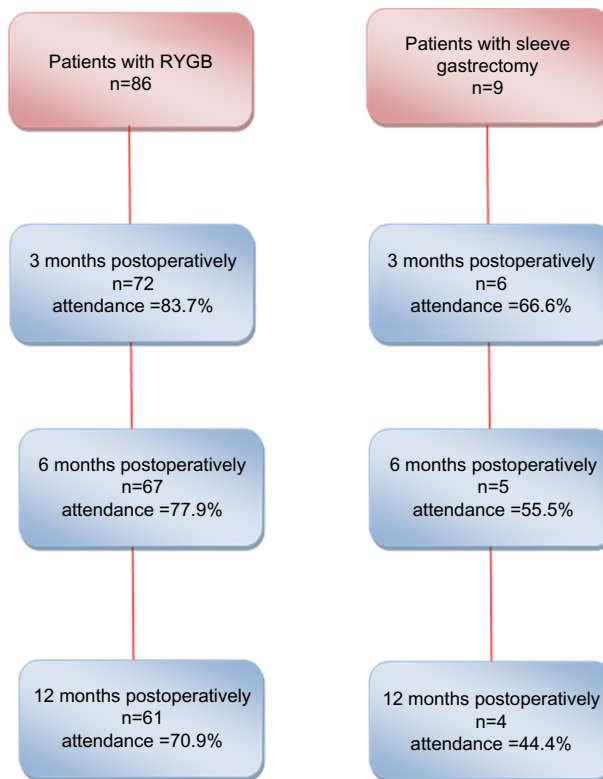 Patients with RYGB
n=86
3 months postoperatively
n=72
attendance =83.7%
6 months postoperatively
n=67
attendance =77.9%
12 months postoperatively
n=61
attendance =70.9%
Patients with sleeve
gastrectomy
n=9
3 months postoperatively
n=6
attendance =66.6%
6 months postoperatively
n=5
attendance =55.5%
12 months postoperatively
n=4
attendance =44.4%